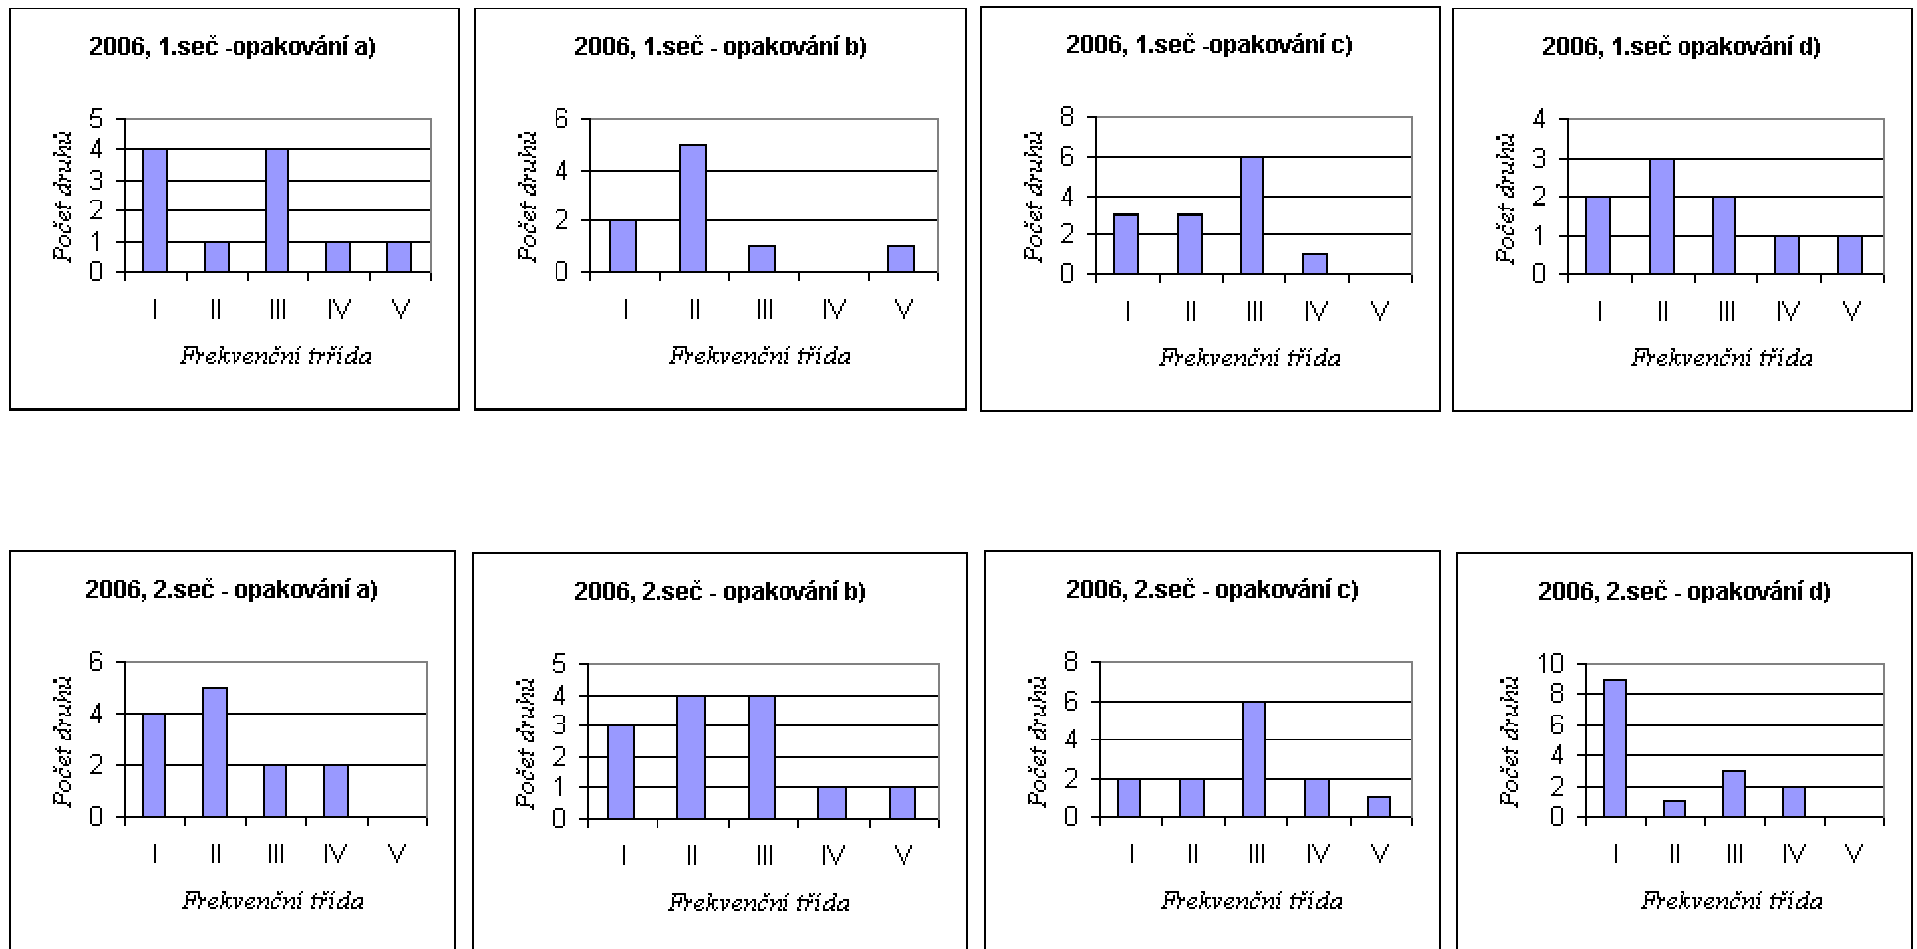 2006, 1.seč -opakování a)
Počet druhů
5
4
3
2
1
0
I II III IV V
Frekvenční trřída
2006, 1.seč - opakování b)
Počet druhů
6
4
2
0
I II III IV V
Frekvenční třída
2006, 1.seč -opakování c)
Počet druhů
8
6
4
2
0
I II III IV V
Frekvenční třída
2006, 1.seč opakování d)
Počet druhů
4
3
2
1
0
I II III IV V
Frekvenční třída
2006, 2.seč - opakování a)
Počet druhů
6
4
2
0
I II III IV V
Frekvenční třída
2006, 2.seč - opakování b)
Počet druhů
5
4
3
2
1
0
I II III IV V
Frekvenční třída
2006, 2.seč - opakování c)
Počet druhů
8
6
4
2
0
I II III IV V
Frekvenční třída
2006, 2.seč - opakování d)
Počet druhů
10
8
6
4
2
0
I II III IV V
Frekvenční třída